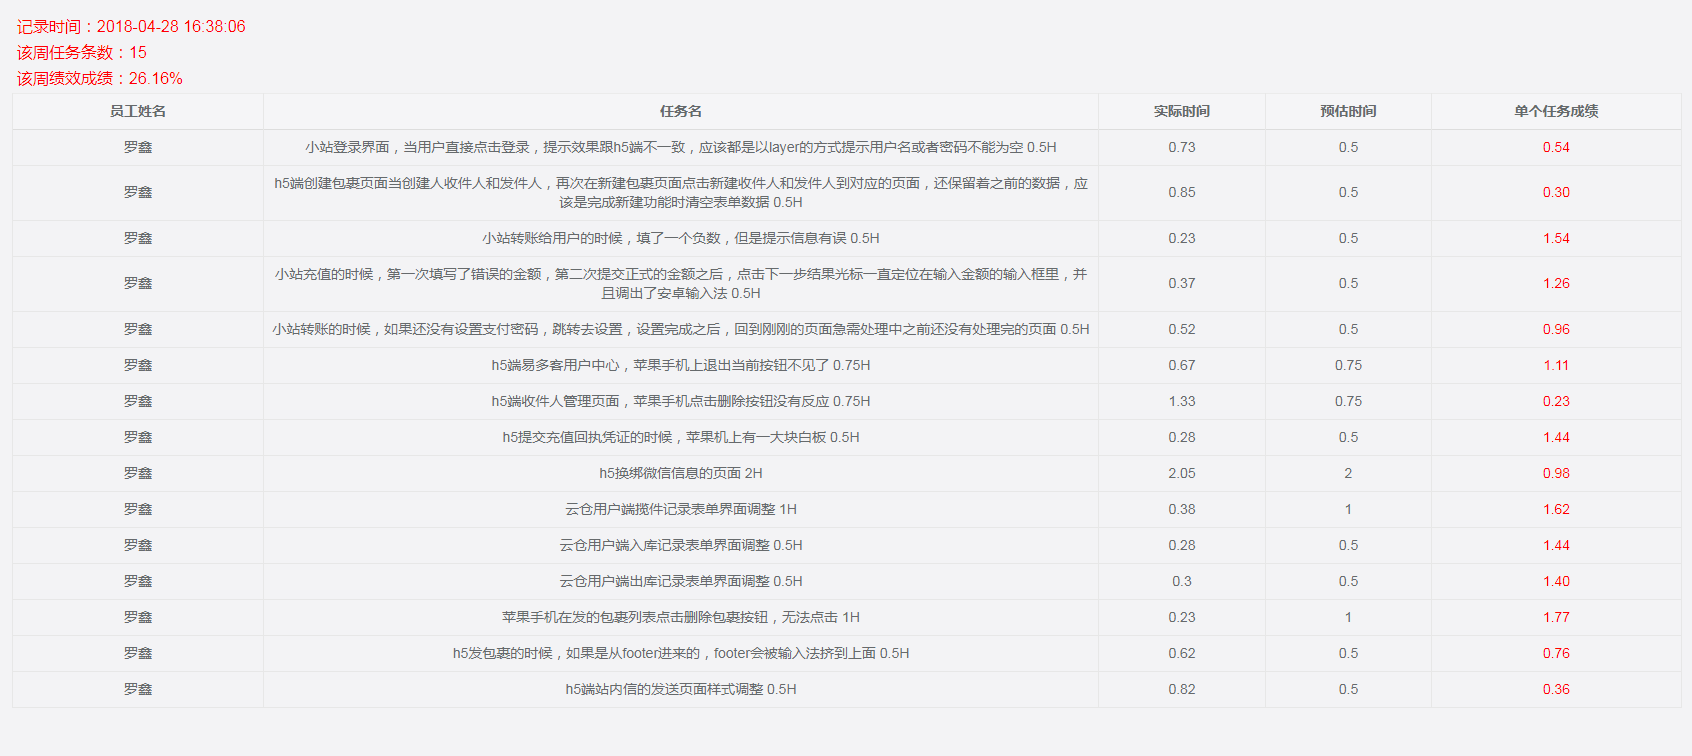 记录时间：2018-04-28 16:38:06
该周任务条数：15
该周绩效成绩：26.16%
员工姓名 任务名 实际时间 预估时间 单个任务成绩
罗鑫 小站登录界面，当用户直接点击登录，提示效果跟h5端不一致，应该都是以layer的方式提示用户名或者密码不能为空 0.5H 0.73 0.5 0.54
罗鑫 h5端创建包裹页面当创建人收件人和发件人，再次在新建包裹页面点击新建收件人和发件人到对应的页面，还保留着之前的数据，应
该是完成新建功能时清空表单数据 0.5H 0.85 0.5 0.30
罗鑫 小站转账给用户的时候，填了一个负数，但是提示信息有误 0.5H 0.23 0.5 1.54
罗鑫 小站充值的时候，第一次填写了错误的金额，第二次提交正式的金额之后，点击下一步结果光标一直定位在输入金额的输入框里，并
且调出了安卓输入法 0.5H 0.37 0.5 1.26
罗鑫 小站转账的时候，如果还没有设置支付密码，跳转去设置，设置完成之后，回到刚刚的页面急需处理中之前还没有处理完的页面 0.5H 0.52 0.5 0.96
罗鑫 h5端易多客用户中心，苹果手机上退出当前按钮不见了 0.75H 0.67 0.75 1.11
罗鑫 h5端收件人管理页面，苹果手机点击删除按钮没有反应 0.75H 1.33 0.75 0.23
罗鑫 h5提交充值回执凭证的时候，苹果机上有一大块白板 0.5H 0.28 0.5 1.44
罗鑫 h5换绑微信信息的页面 2H 2.05 2 0.98
罗鑫 云仓用户端揽件记录表单界面调整 1H 0.38 1 1.62
罗鑫 云仓用户端入库记录表单界面调整 0.5H 0.28 0.5 1.44
罗鑫 云仓用户端出库记录表单界面调整 0.5H 0.3 0.5 1.40
罗鑫 苹果手机在发的包裹列表点击删除包裹按钮，无法点击 1H 0.23 1 1.77
罗鑫 h5发包裹的时候，如果是从footer进来的，footer会被输入法挤到上面 0.5H 0.62 0.5 0.76
罗鑫 h5端站内信的发送页面样式调整 0.5H 0.82 0.5 0.36